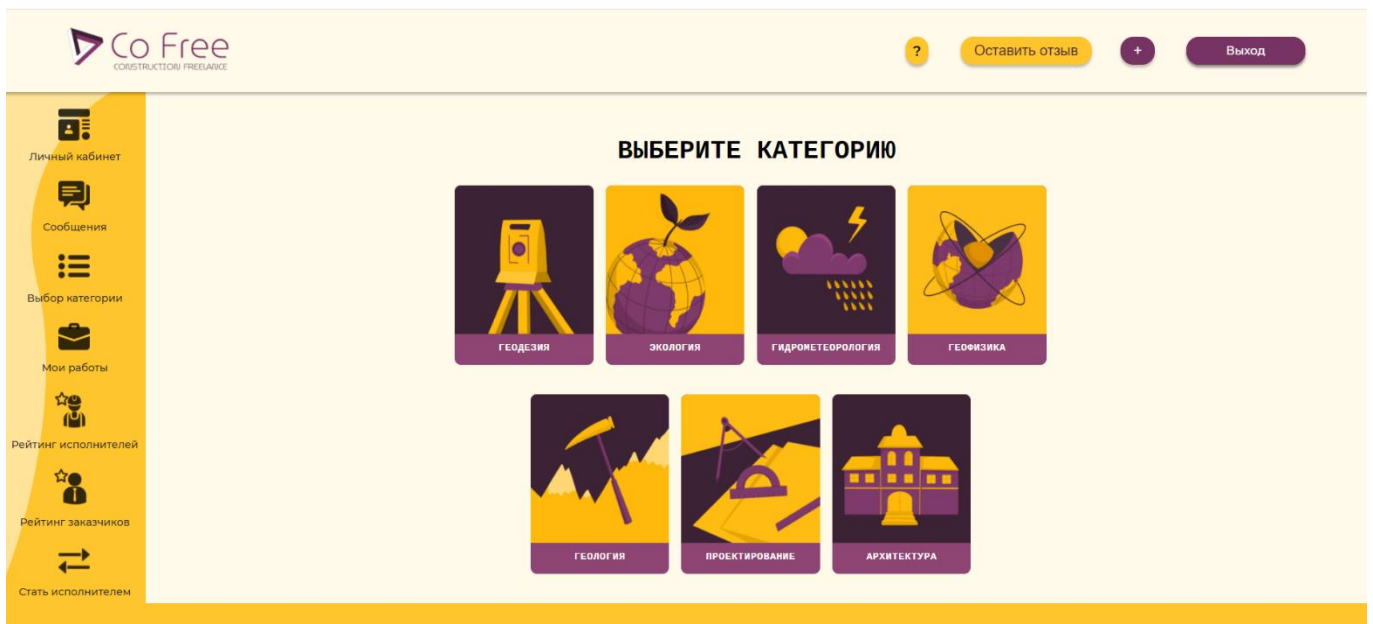 Co Free
CONSTRUCTION FREELANCE
?
Оставить отзыв
+
Выход
Личный кабинет
Сообщения
Выбор категории
Мои работы
Рейтинг исполнителей
Рейтинг заказчиков
Стать исполнителем
ВЫБЕРИТЕ КАТЕГОРИЮ
ГЕОДЕЗИЯ
ЭКОЛОГИЯ
ГИДРОМЕТЕОРОЛОГИЯ
ГЕОФИЗИКА
ГЕОЛОГИЯ
ПРОЕКТИРОВАНИЕ
АРХИТЕКТУРА